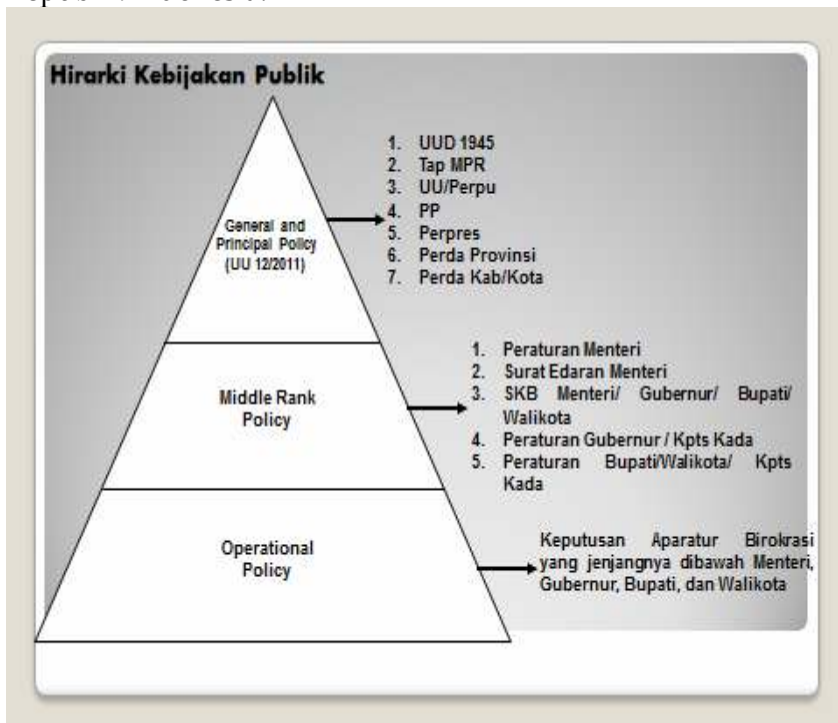 Hirarki Kebijakan Publik
General and
Principal Policy
(UU 12/2011)
1. UUD 1945
2. Tap MPR
3. UU/Perpu
4. PP
5. Perpres
6. Perda Provinsi
7. Perda Kab/Kota
Middle Rank
Policy
1. Peraturan Menteri
2. Surat Edaran Menteri
3. SKB Menteri/ Gubernur/ Bupati/
Walikota
4. Peraturan Gubernur / Kpts Kada
5. Peraturan Bupati/Walikota/ Kpts
Kada
Operational
Policy
Keputusan Aparatur Birokrasi
yang jenjangnya dibawah Menteri,
Gubernur, Bupati, dan Walikota